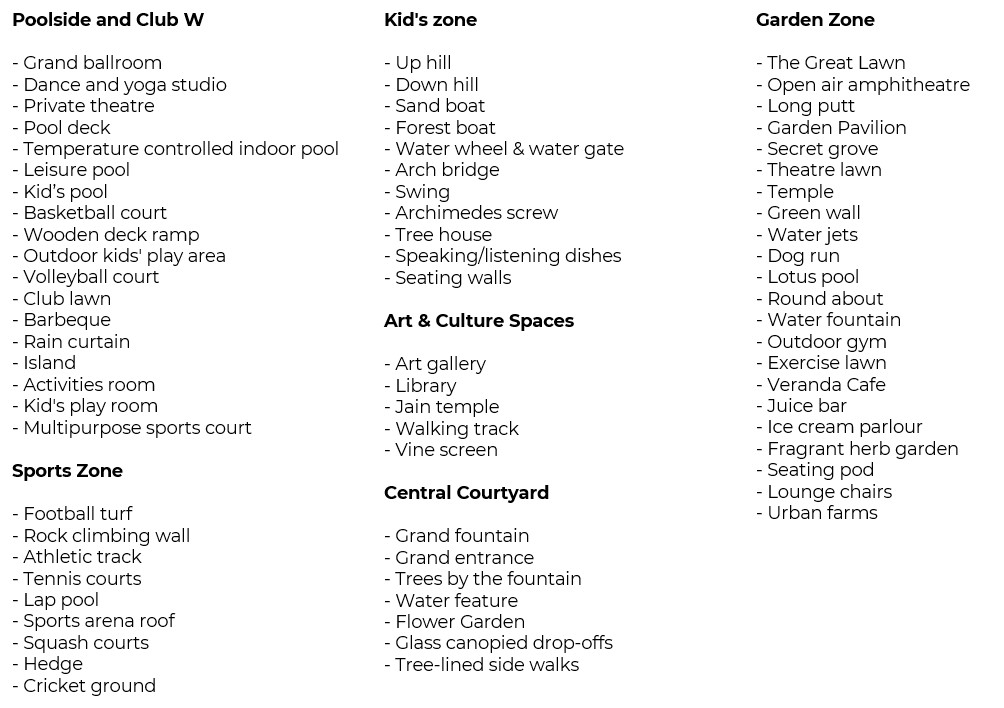 Poolside and Club W
- Grand ballroom
- Dance and yoga studio
- Private theatre
- Pool deck
- Temperature controlled indoor pool
- Leisure pool
- Kid’s pool
- Basketball court
- Wooden deck ramp
- Outdoor kids' play area
- Volleyball court
- Club lawn
- Barbeque
- Rain curtain
- Island
- Activities room
- Kid's play room
- Multipurpose sports court
Sports Zone
- Football turf
- Rock climbing wall
- Athletic track
- Tennis courts
- Lap pool
- Sports arena roof
- Squash courts
- Hedge
- Cricket ground
Kid's zone
- Up hill
- Down hill
- Sand boat
- Forest boat
- Water wheel & water gate
- Arch bridge
- Swing
- Archimedes screw
- Tree house
- Speaking/listening dishes
- Seating walls
Art & Culture Spaces
- Art gallery
- Library
- Jain temple
- Walking track
- Vine screen
Central Courtyard
- Grand fountain
- Grand entrance
- Trees by the fountain
- Water feature
- Flower Garden
- Glass canopied drop-offs
- Tree-lined side walks
Garden Zone
- The Great Lawn
- Open air amphitheatre
- Long putt
- Garden Pavilion
- Secret grove
- Theatre lawn
- Temple
- Green wall
- Water jets
- Dog run
- Lotus pool
- Round about
- Water fountain
- Outdoor gym
- Exercise lawn
- Veranda Cafe
- Juice bar
- Ice cream parlour
- Fragrant herb garden
- Seating pod
- Lounge chairs
- Urban farms